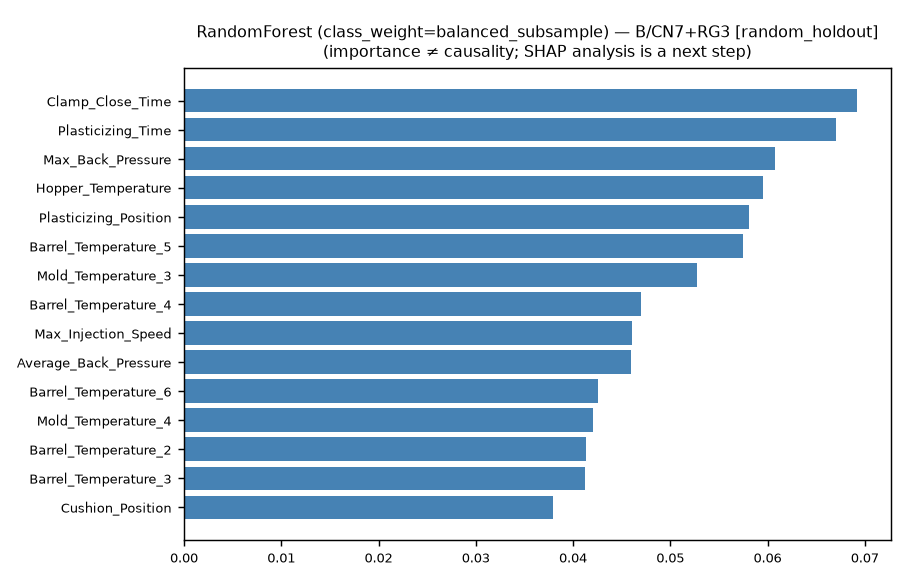 RandomForest (class_weight=balanced_subsample) — B/CN7+RG3 [random_holdout]
(importance ≠ causality; SHAP analysis is a next step)
Clamp_Close_Time
Plasticizing_Time
Max_Back_Pressure
Hopper_Temperature
Plasticizing_Position
Barrel_Temperature_5
Mold_Temperature_3
Barrel_Temperature_4
Max_Injection_Speed
Average_Back_Pressure
Barrel_Temperature_6
Mold_Temperature_4
Barrel_Temperature_2
Barrel_Temperature_3
Cushion_Position
0.00 0.01 0.02 0.03 0.04 0.05 0.06 0.07